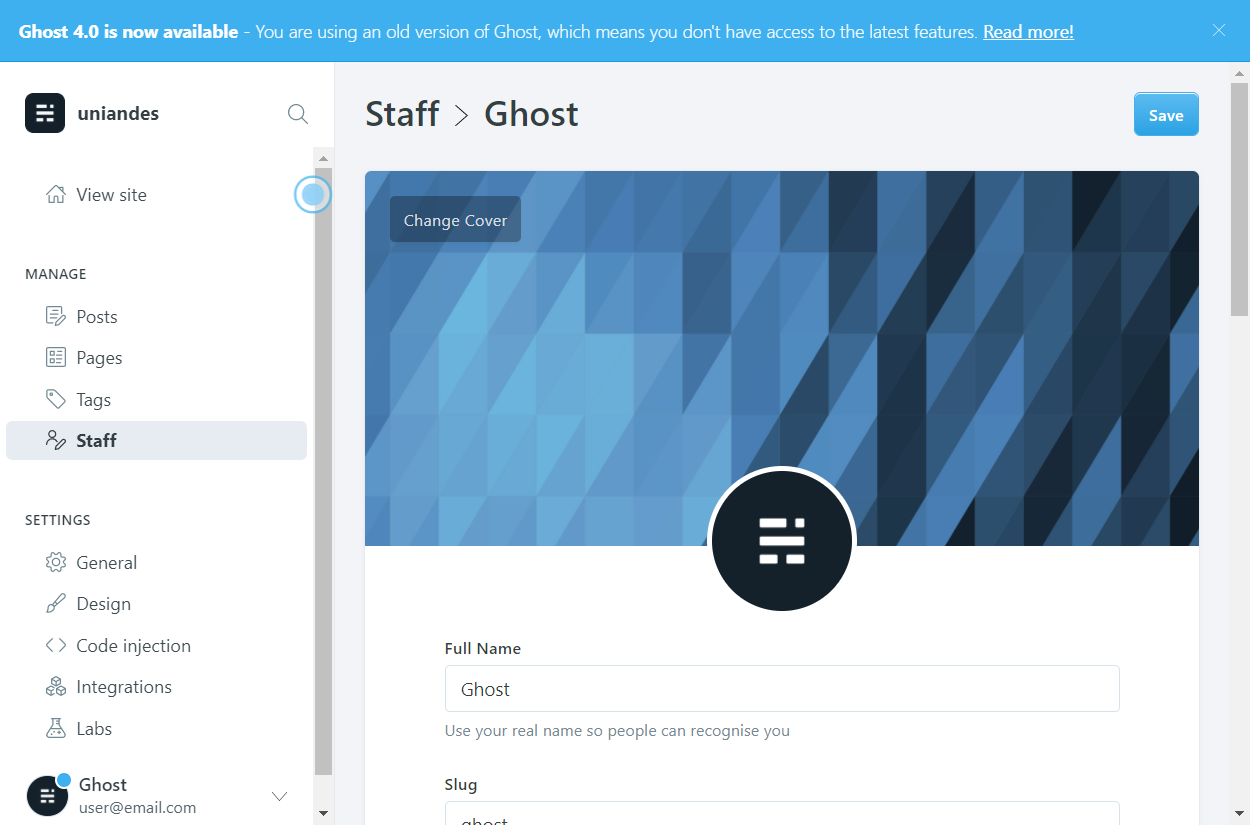 Ghost 4.0 is now available - You are using an old version of Ghost, which means you don't have access to the latest features. Read more!
uniandes
View site
MANAGE
Posts
Pages
Tags
Staff
SETTINGS
General
Design
Code injection
Integrations
Labs
Ghost
user@email.com
Staff > Ghost
Save
Change Cover
Full Name
Ghost
Use your real name so people can recognise you
Slug
ghost